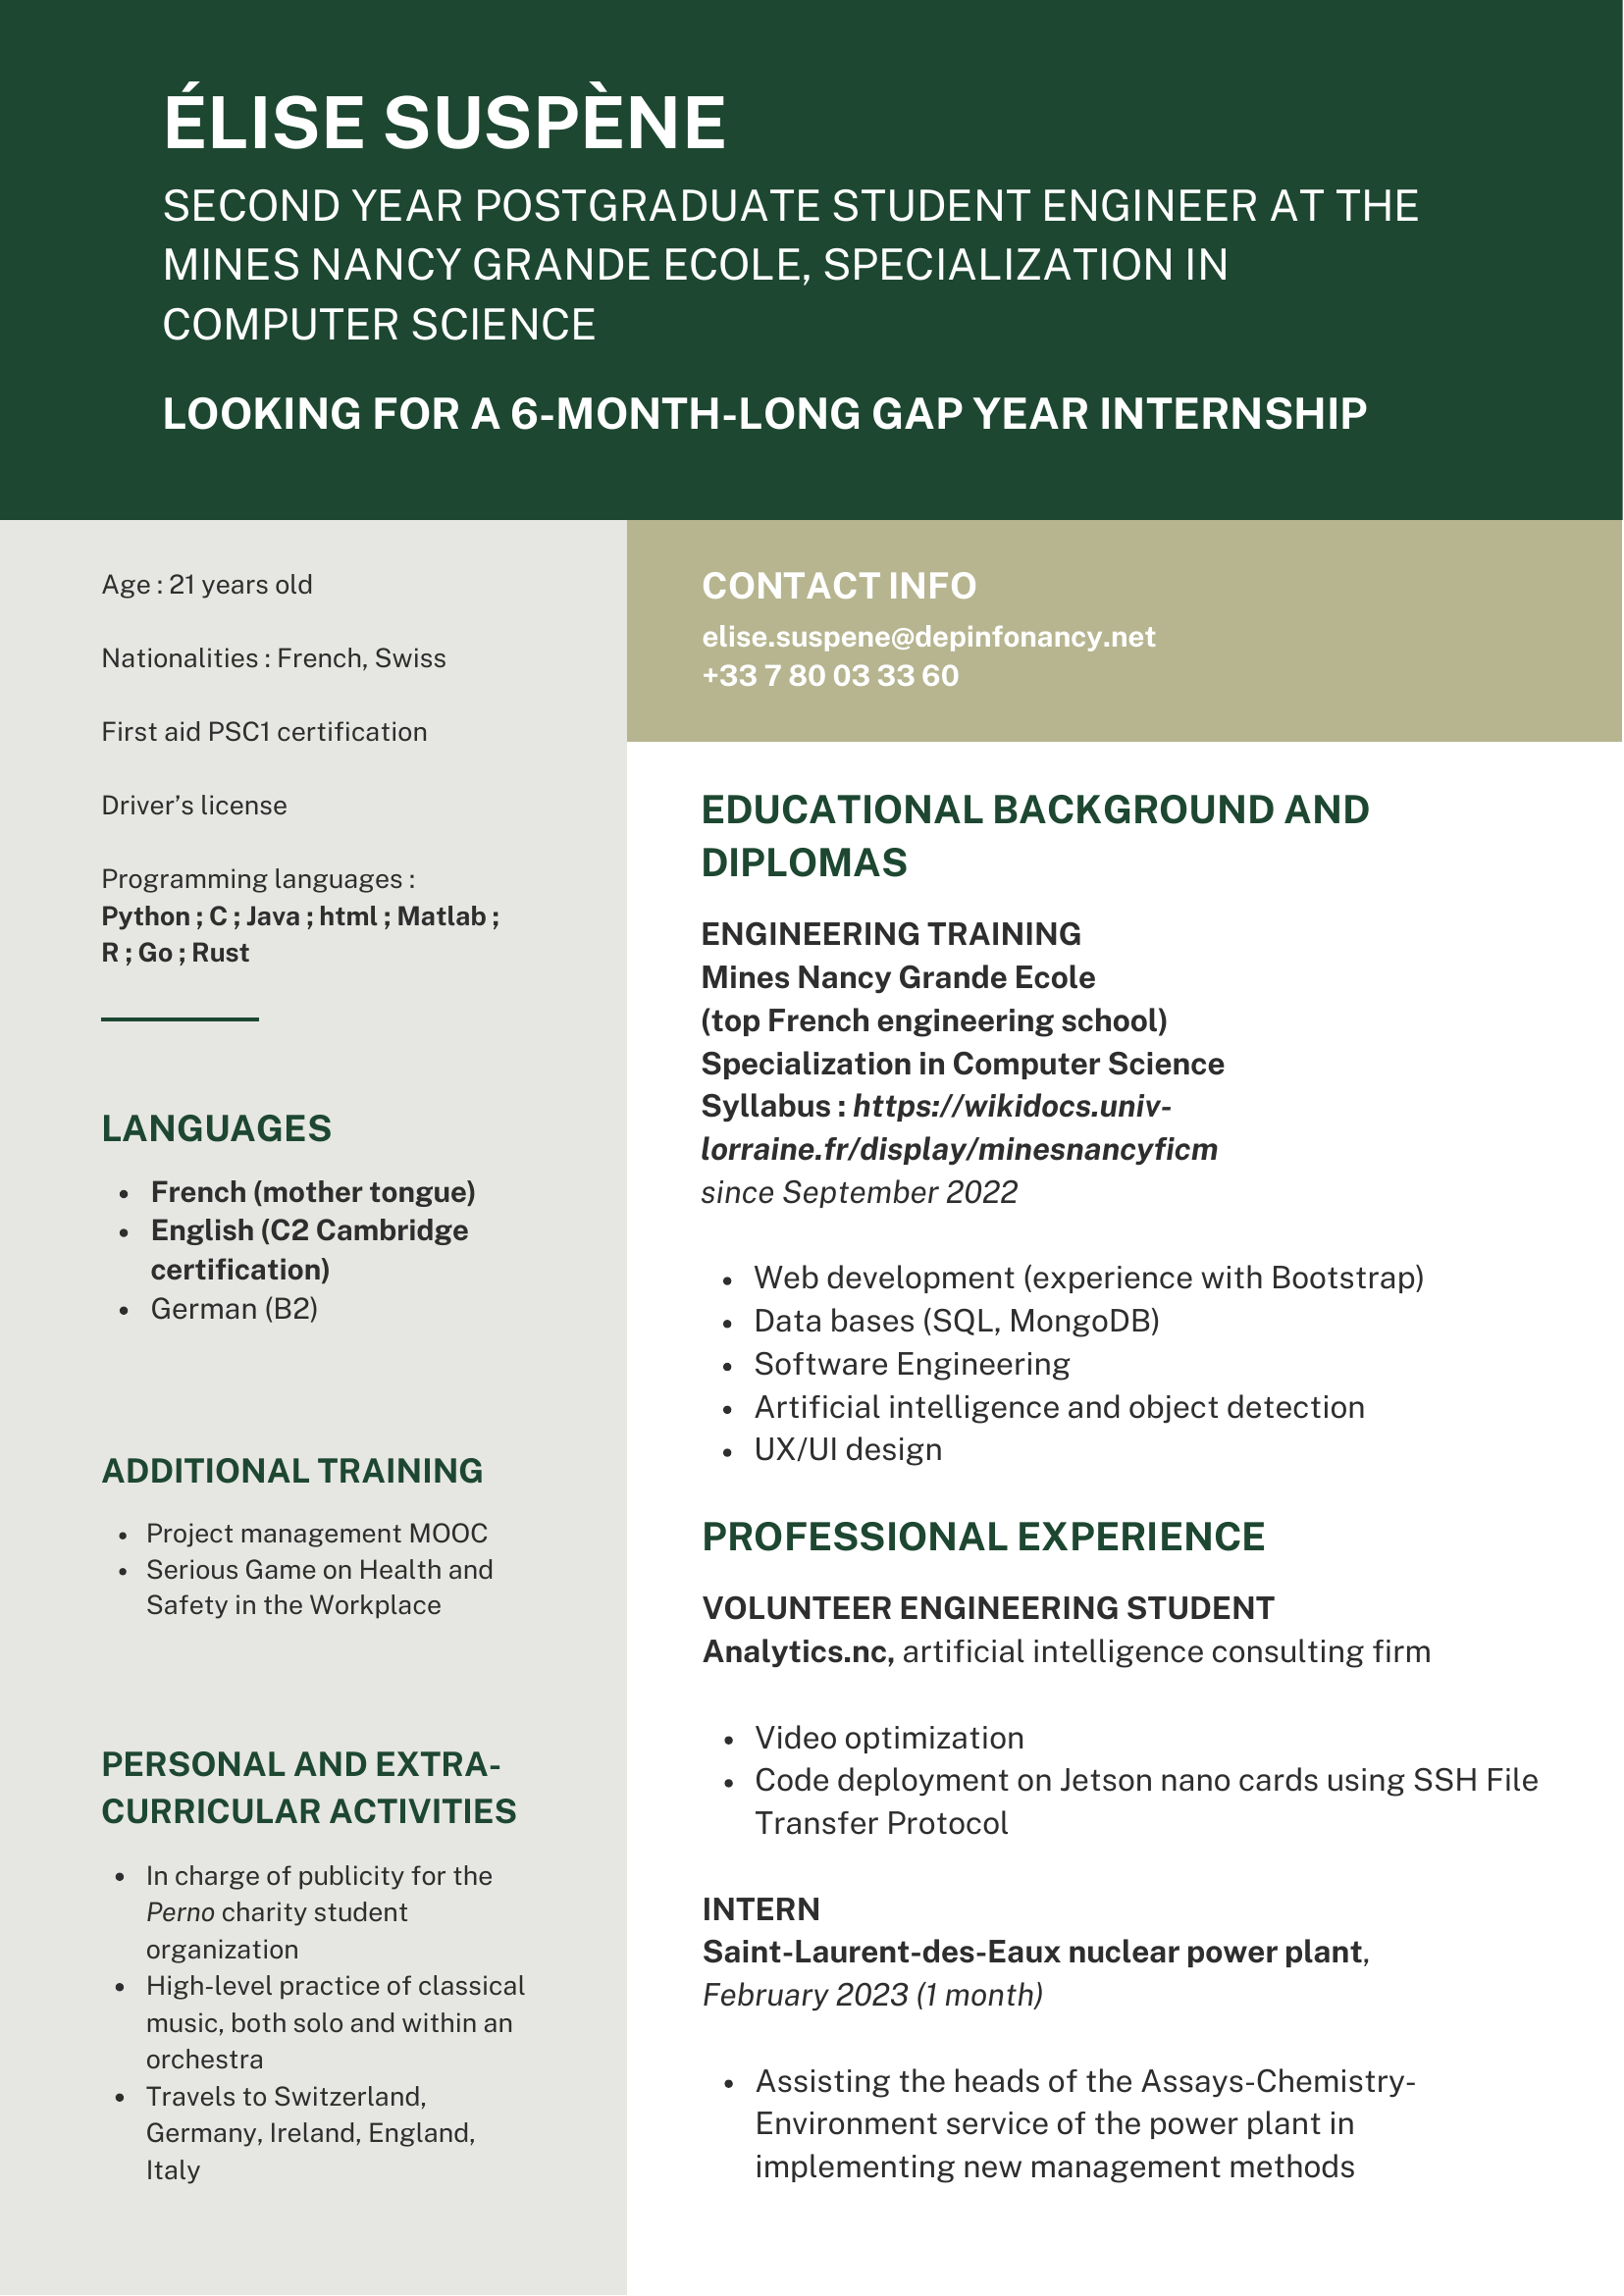 ÉLISE SUSPÈNE
SECOND YEAR POSTGRADUATE STUDENT ENGINEER AT THE
MINES NANCY GRANDE ECOLE, SPECIALIZATION IN
COMPUTER SCIENCE
LOOKING FOR A 6-MONTH-LONG GAP YEAR INTERNSHIP
Age : 21 years old
Nationalities : French, Swiss
First aid PSC1 certification
Driver’s license
Programming languages :
Python ; C ; Java ; html ; Matlab ;
R ; Go ; Rust
LANGUAGES
• French (mother tongue)
• English (C2 Cambridge
certification)
• German (B2)
ADDITIONAL TRAINING
• Project management MOOC
• Serious Game on Health and
Safety in the Workplace
PERSONAL AND EXTRA-
CURRICULAR ACTIVITIES
• In charge of publicity for the
Perno charity student
organization
• High-level practice of classical
music, both solo and within an
orchestra
• Travels to Switzerland,
Germany, Ireland, England,
Italy
CONTACT INFO
elise.suspene@depinfonancy.net
+33 7 80 03 33 60
EDUCATIONAL BACKGROUND AND
DIPLOMAS
ENGINEERING TRAINING
Mines Nancy Grande Ecole
(top French engineering school)
Specialization in Computer Science
Syllabus : https://wikidocs.univ-
lorraine.fr/display/minesnancyficm
since September 2022
• Web development (experience with Bootstrap)
• Data bases (SQL, MongoDB)
• Software Engineering
• Artificial intelligence and object detection
• UX/UI design
PROFESSIONAL EXPERIENCE
VOLUNTEER ENGINEERING STUDENT
Analytics.nc, artificial intelligence consulting firm
• Video optimization
• Code deployment on Jetson nano cards using SSH File
Transfer Protocol
INTERN
Saint-Laurent-des-Eaux nuclear power plant,
February 2023 (1 month)
• Assisting the heads of the Assays-Chemistry-
Environment service of the power plant in
implementing new management methods